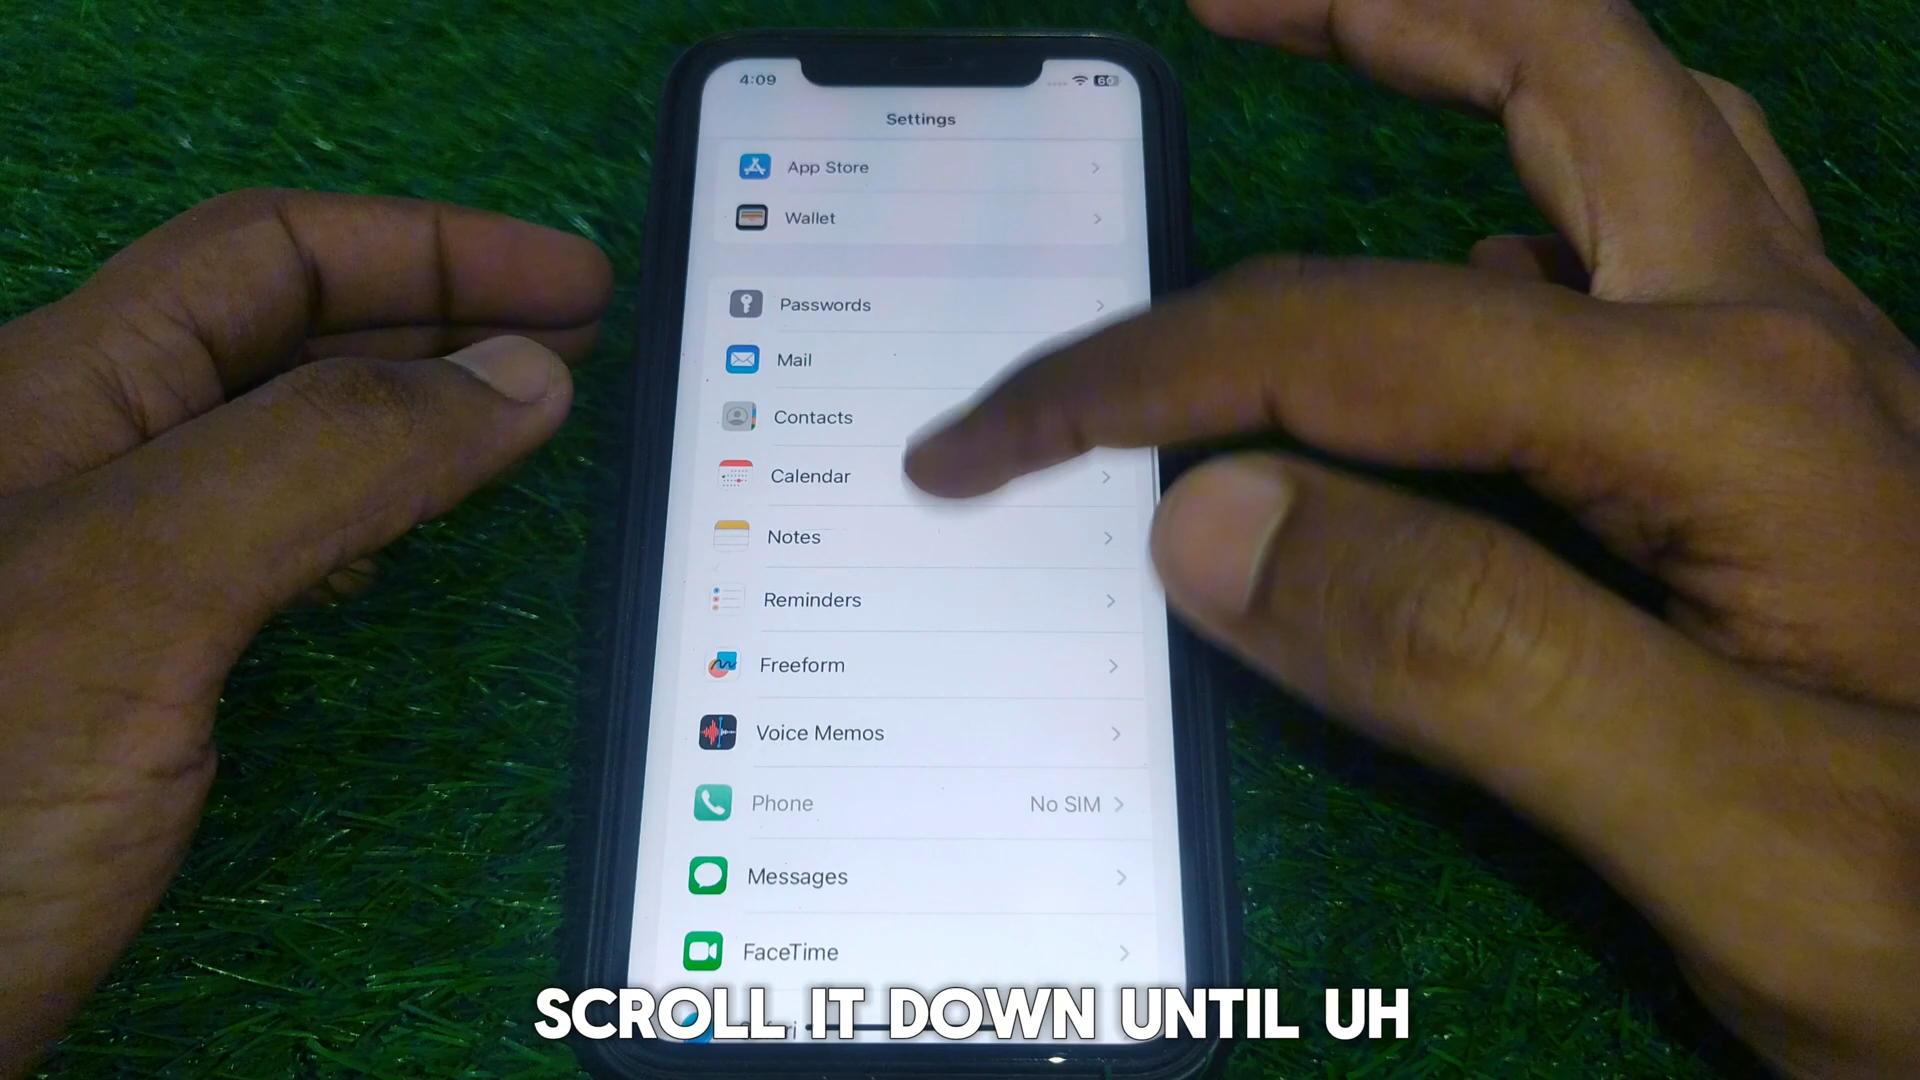 4:09
60
Settings
App Store
Wallet
Passwords
Mail
Contacts
Calendar
Notes
Reminders
Freeform
Voice Memos
Phone No SIM
Messages
FaceTime
SCROLL IT DOWN UNTIL UH